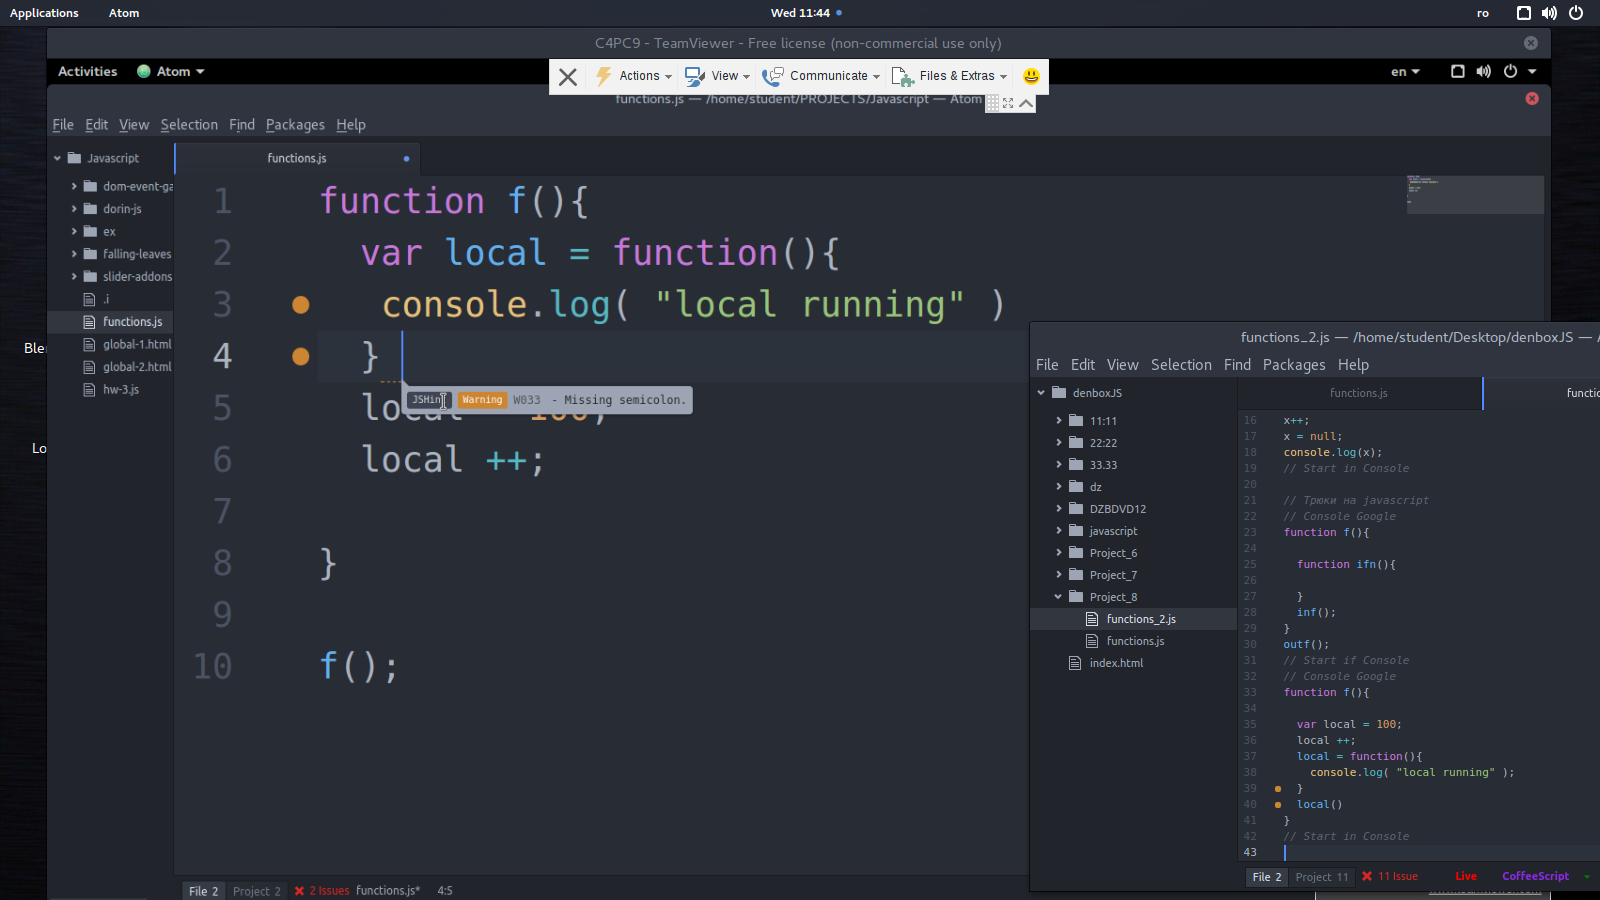 Applications Atom Wed 11:44 ro
C4PC9 - TeamViewer - Free license (non-commercial use only)
Activities Atom en
Actions View Communicate Files & Extras
functions.js — /home/student/PROJECTS/Javascript — Atom
File Edit View Selection Find Packages Help
Javascript
dom-event-ga
dorin-js
ex
falling-leaves
slider-addons
.i
functions.js
global-1.html
global-2.html
hw-3.js
functions.js
1 function f(){
2 var local = function(){
3 console.log( "local running" )
4 }
JSHin Warning W033 - Missing semicolon.
5 local 100;
6 local ++;
7
8 }
9
10 f();
File 2 Project 2 2 Issues functions.js* 4:5
Ble
Lo
functions_2.js — /home/student/Desktop/denboxJS —
File Edit View Selection Find Packages Help
denboxJS
11:11
22:22
33.33
dz
DZBDVD12
javascript
Project_6
Project_7
Project_8
functions_2.js
functions.js
index.html
functions.js functio
16 x++;
17 x = null;
18 console.log(x);
19 // Start in Console
20
21 // Трюки на javascript
22 // Console Google
23 function f(){
24
25 function ifn(){
26
27 }
28 inf();
29 }
30 outf();
31 // Start if Console
32 // Console Google
33 function f(){
34
35 var local = 100;
36 local ++;
37 local = function(){
38 console.log( "local running" );
39 }
40 local()
41 }
42 // Start in Console
43
File 2 Project 11 11 Issue Live CoffeeScript